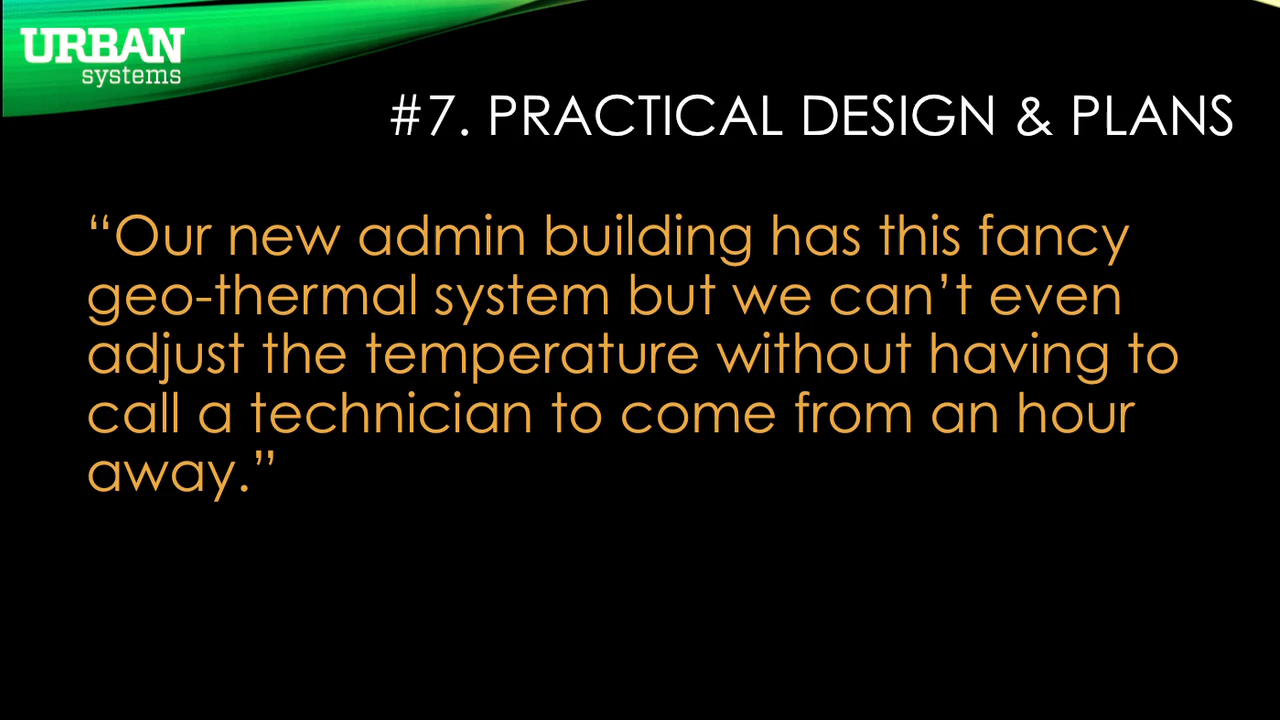 URBAN
systems
#7. PRACTICAL DESIGN & PLANS
“Our new admin building has this fancy
geo-thermal system but we can’t even
adjust the temperature without having to
call a technician to come from an hour
away.”